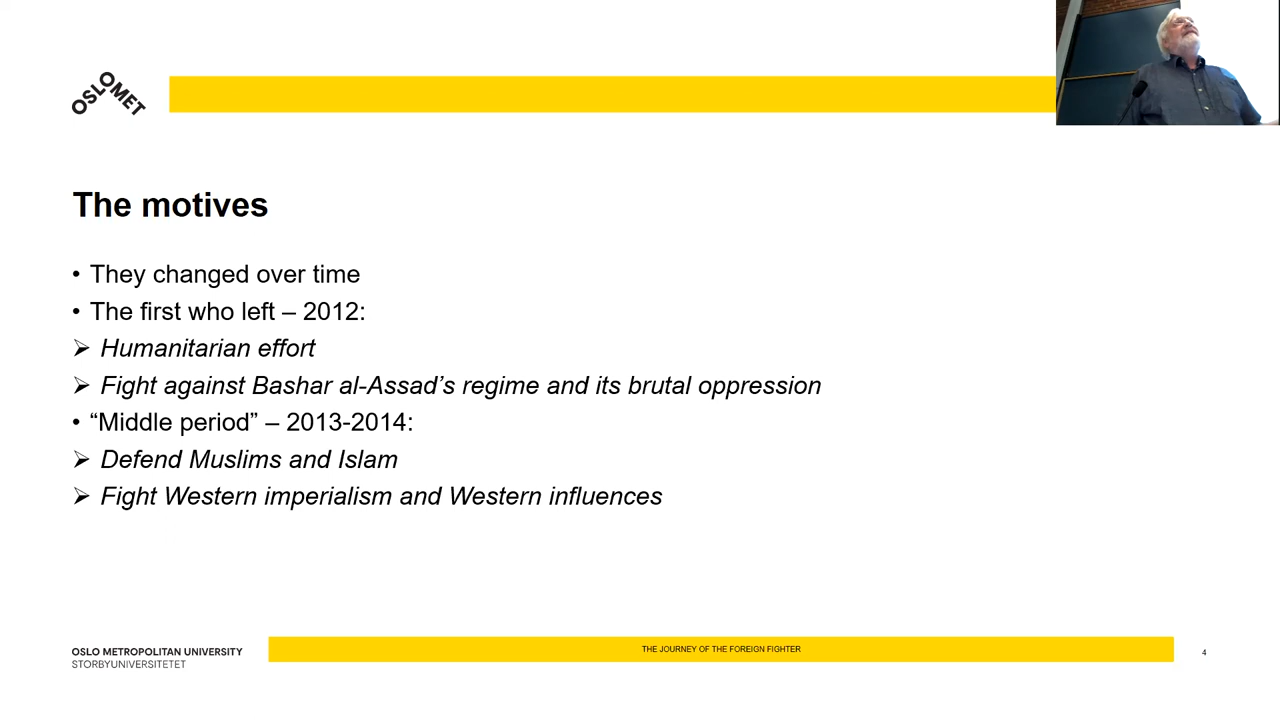 OSLOMET
The motives
• They changed over time
• The first who left – 2012:
➢ Humanitarian effort
➢ Fight against Bashar al-Assad’s regime and its brutal oppression
• “Middle period” – 2013-2014:
➢ Defend Muslims and Islam
➢ Fight Western imperialism and Western influences
OSLO METROPOLITAN UNIVERSITY
STORBYUNIVERSITETET
THE JOURNEY OF THE FOREIGN FIGHTER
4